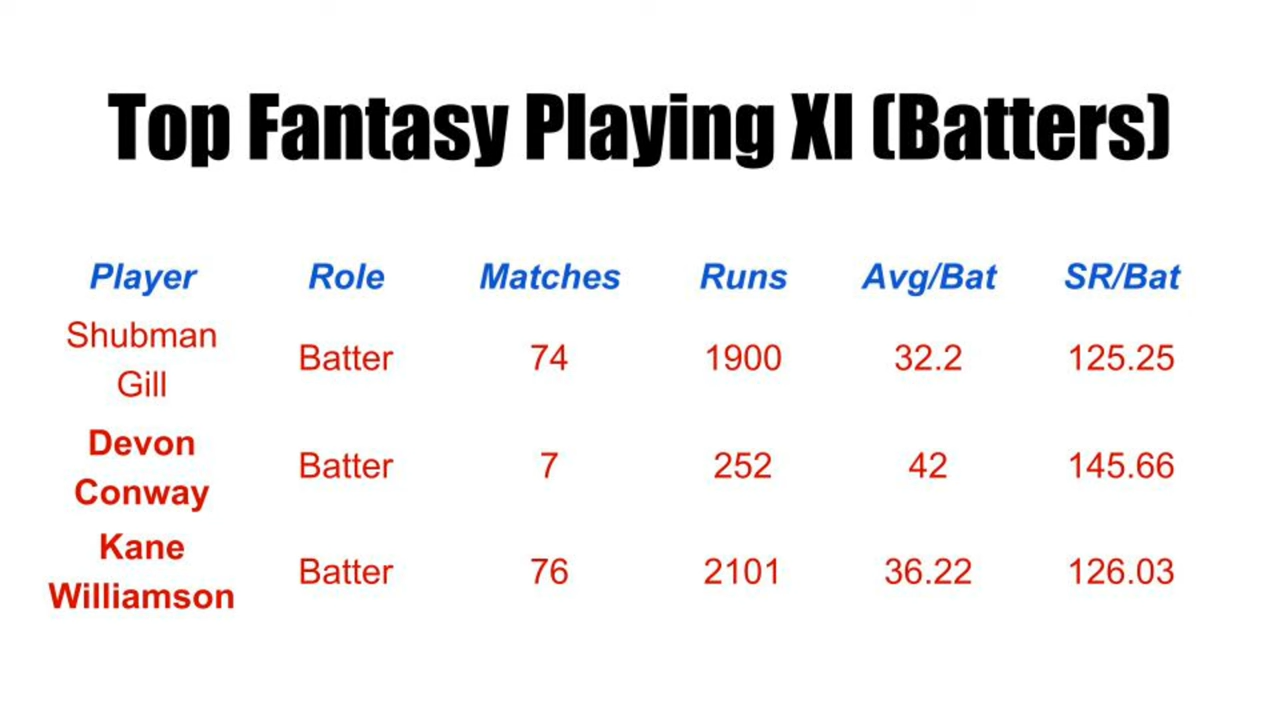 Top Fantasy Playing XI (Batters)
Player Role Matches Runs Avg/Bat SR/Bat
Shubman
Gill
Batter 74 1900 32.2 125.25
Devon
Conway
Batter 7 252 42 145.66
Kane
Williamson
Batter 76 2101 36.22 126.03